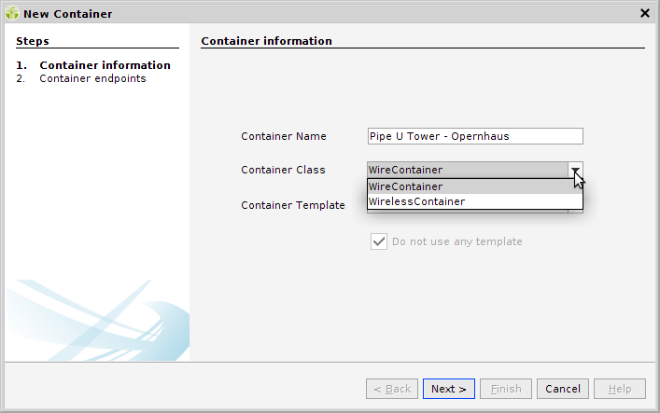 New Container
Steps
1. Container information
2. Container endpoints
Container information
Container Name Pipe U Tower - Opernhaus
Container Class WireContainer
WireContainer
WirelessContainer
Container Template
Do not use any template
< Back Next > Finish Cancel Help